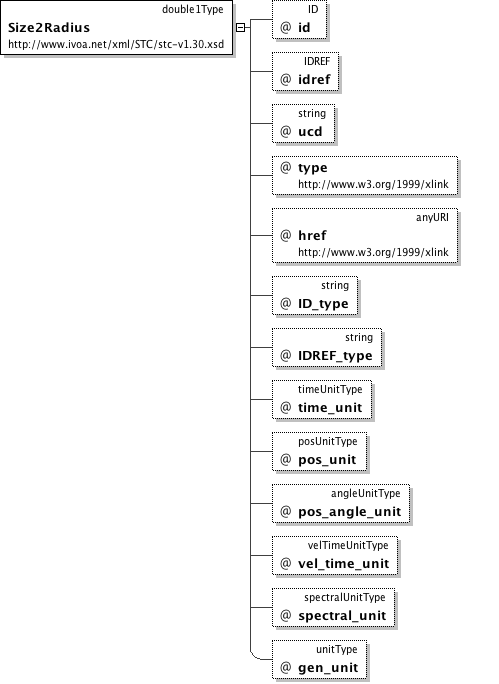 double1Type
Size2Radius
http://www.ivoa.net/xml/STC/stc-v1.30.xsd
ID
@ id
IDREF
@ idref
string
@ ucd
@ type
http://www.w3.org/1999/xlink
anyURI
@ href
http://www.w3.org/1999/xlink
string
@ ID_type
string
@ IDREF_type
timeUnitType
@ time_unit
posUnitType
@ pos_unit
angleUnitType
@ pos_angle_unit
velTimeUnitType
@ vel_time_unit
spectralUnitType
@ spectral_unit
unitType
@ gen_unit